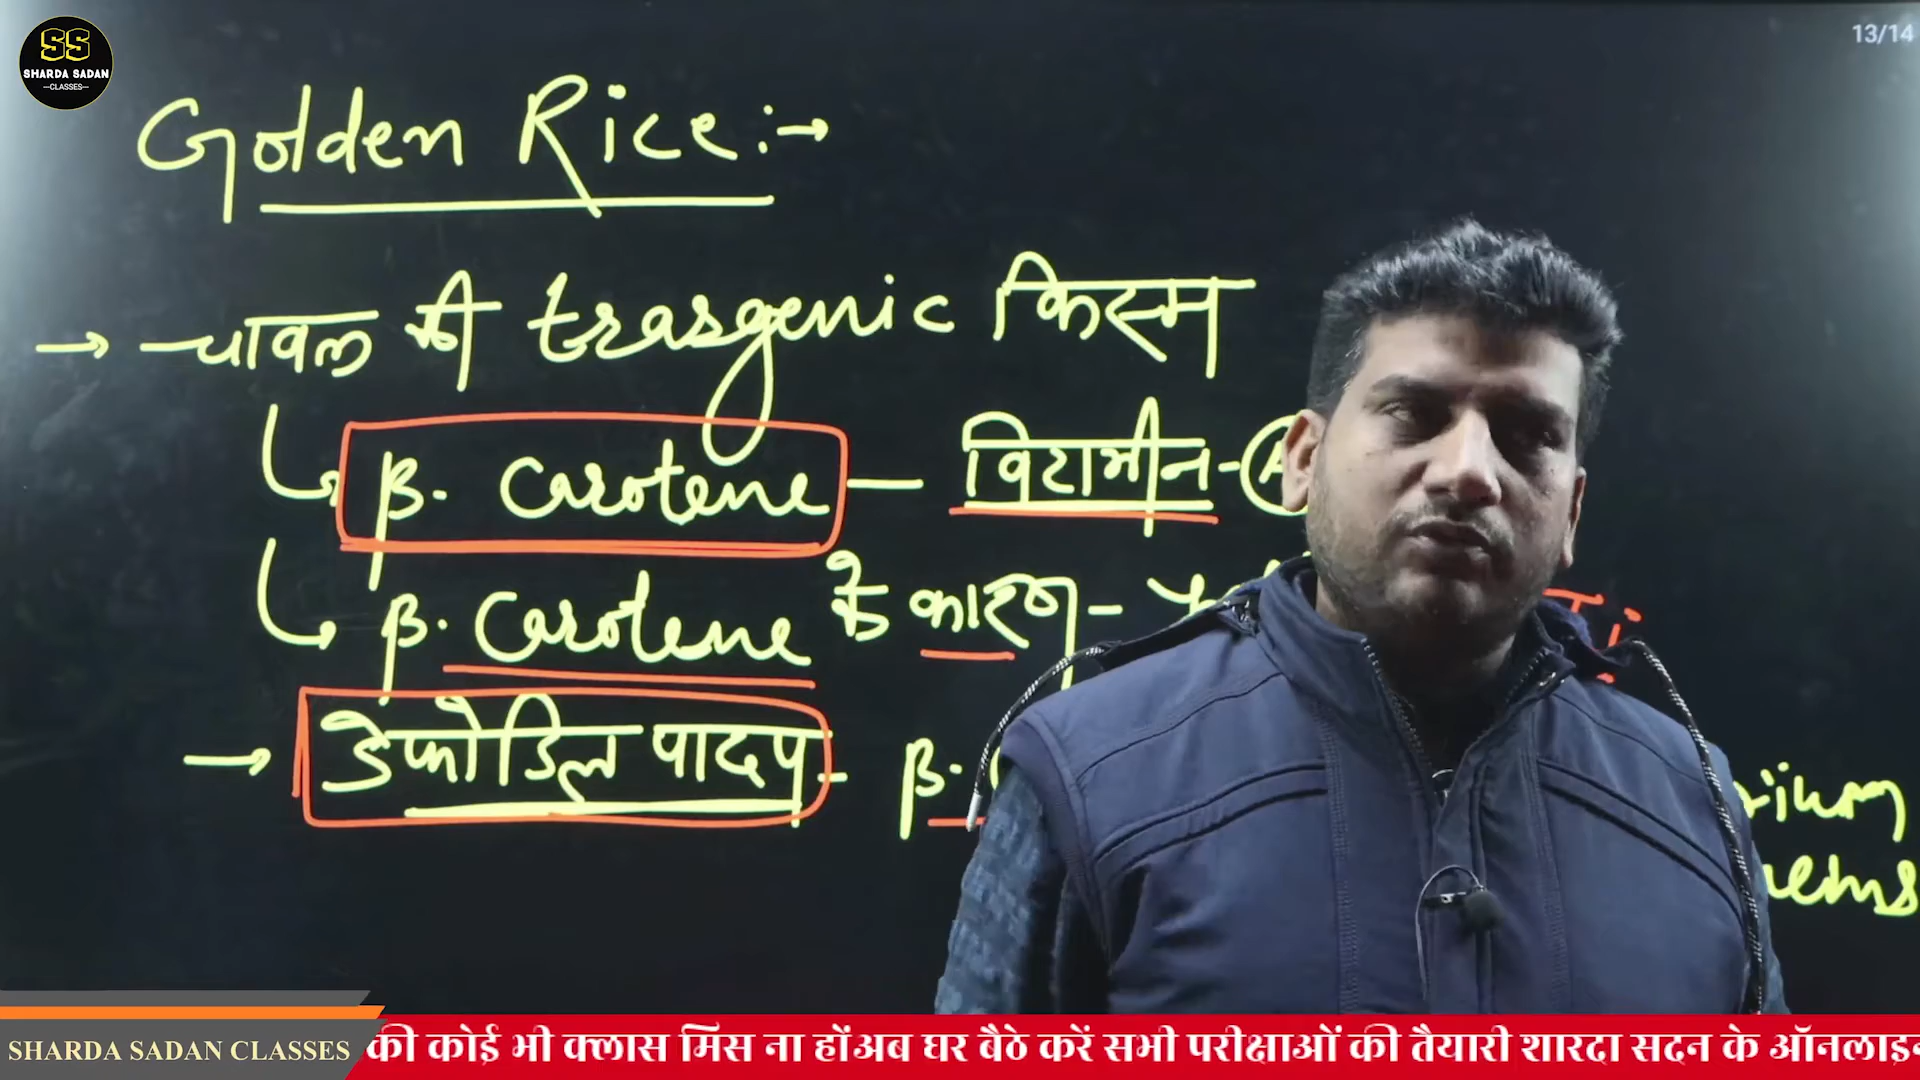 SS
SHARDA SADAN
CLASSES
13/14
Golden Rice :→
→ चावल की trasgenic किस्म
β. Carotene — विटामीन -
β. Carotene के कारण -
→ डेफोडिल पादप - β.
SHARDA SADAN CLASSES
की कोई भी क्लास मिस ना होंअब घर बैठे करें सभी परीक्षाओं की तैयारी शारदा सदन के